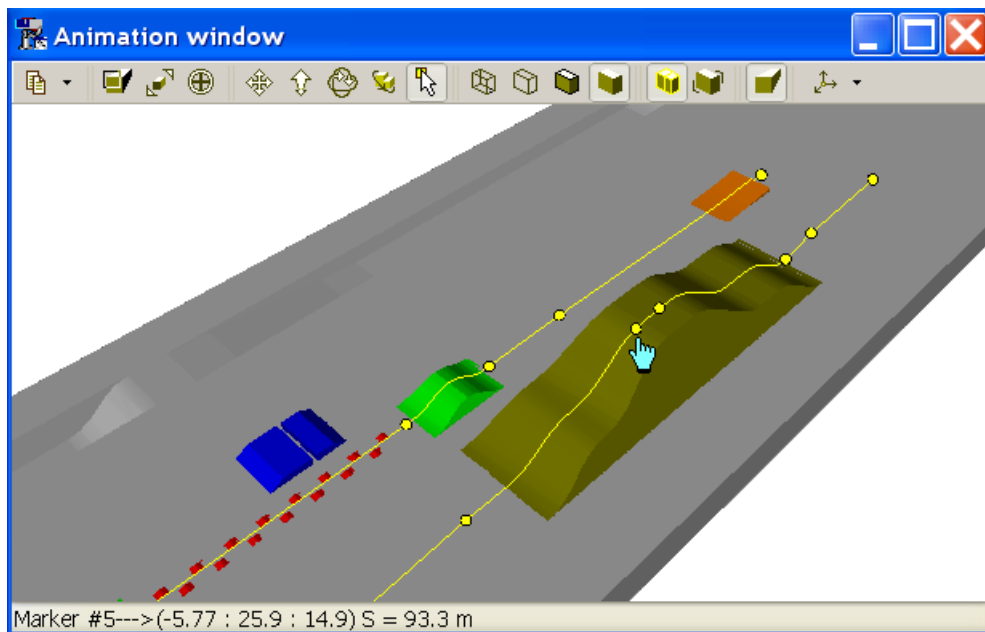 Animation window
Marker #5--->(-5.77 : 25.9 : 14.9) S = 93.3 m